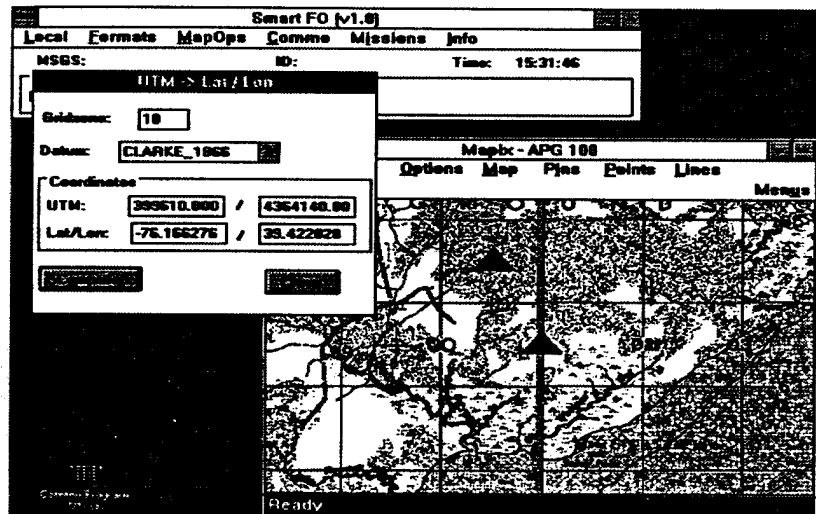 Smart FO [v1.0]
Local Formats MapOps Comms Missions Info
MSGS: ID: Time: 15:31:46
UTM -> Lat/Lon
Gridzone: 18
Datum: CLARKE_1866
Coordinates
UTM: 399610.000 / 4364140.00
Lat/Lon: -76.166276 / 39.422828
Mapix - APG 100
Options Map Pins Points Lines
Menus
Ready